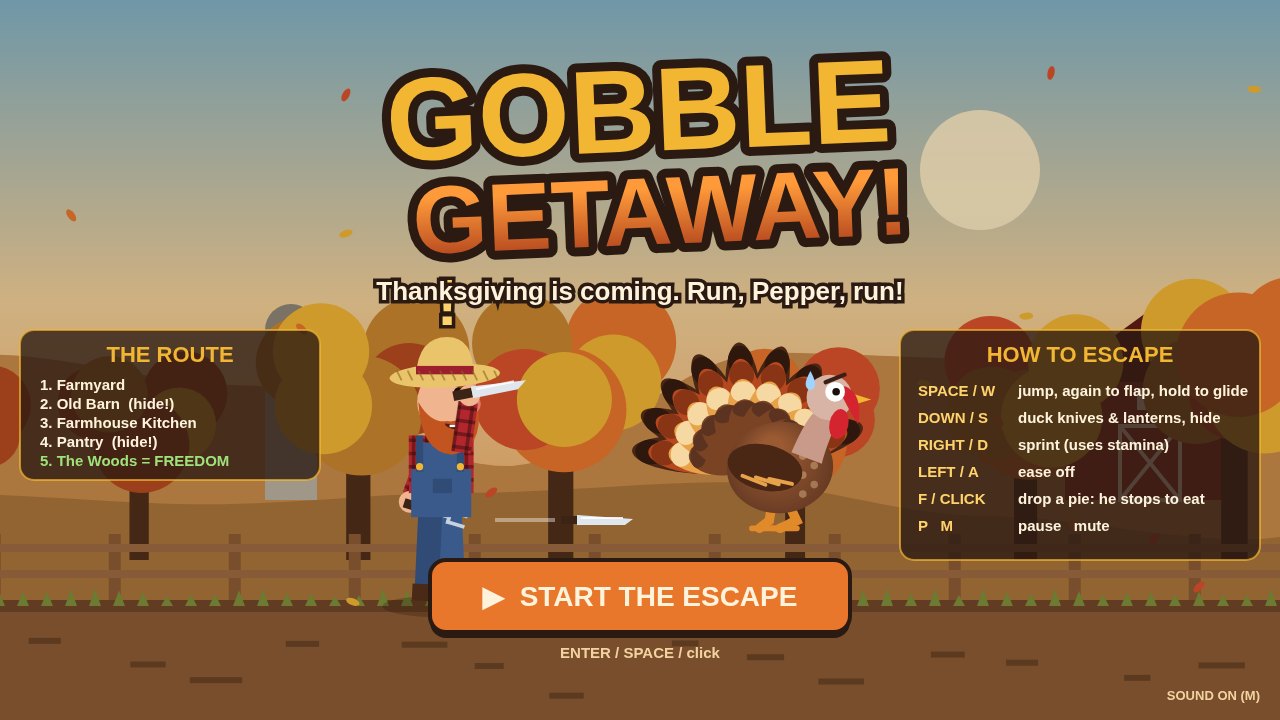 GOBBLE
GETAWAY!
Thanksgiving is coming. Run, Pepper, run!
!
THE ROUTE
1. Farmyard
2. Old Barn (hide!)
3. Farmhouse Kitchen
4. Pantry (hide!)
5. The Woods = FREEDOM
HOW TO ESCAPE
SPACE / W jump, again to flap, hold to glide
DOWN / S duck knives & lanterns, hide
RIGHT / D sprint (uses stamina)
LEFT / A ease off
F / CLICK drop a pie: he stops to eat
P M pause mute
▶ START THE ESCAPE
ENTER / SPACE / click
SOUND ON (M)